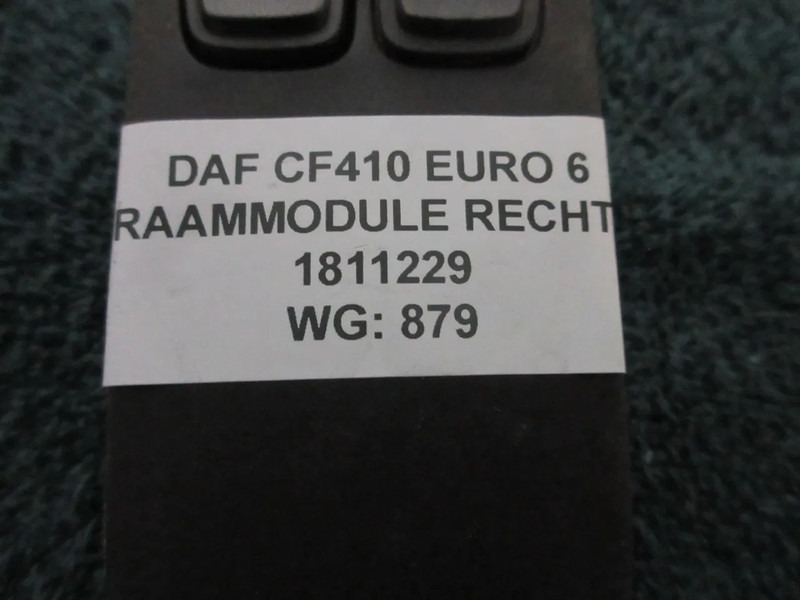 DAF CF410 EURO 6
RAAMMODULE RECHT
1811229
WG: 879